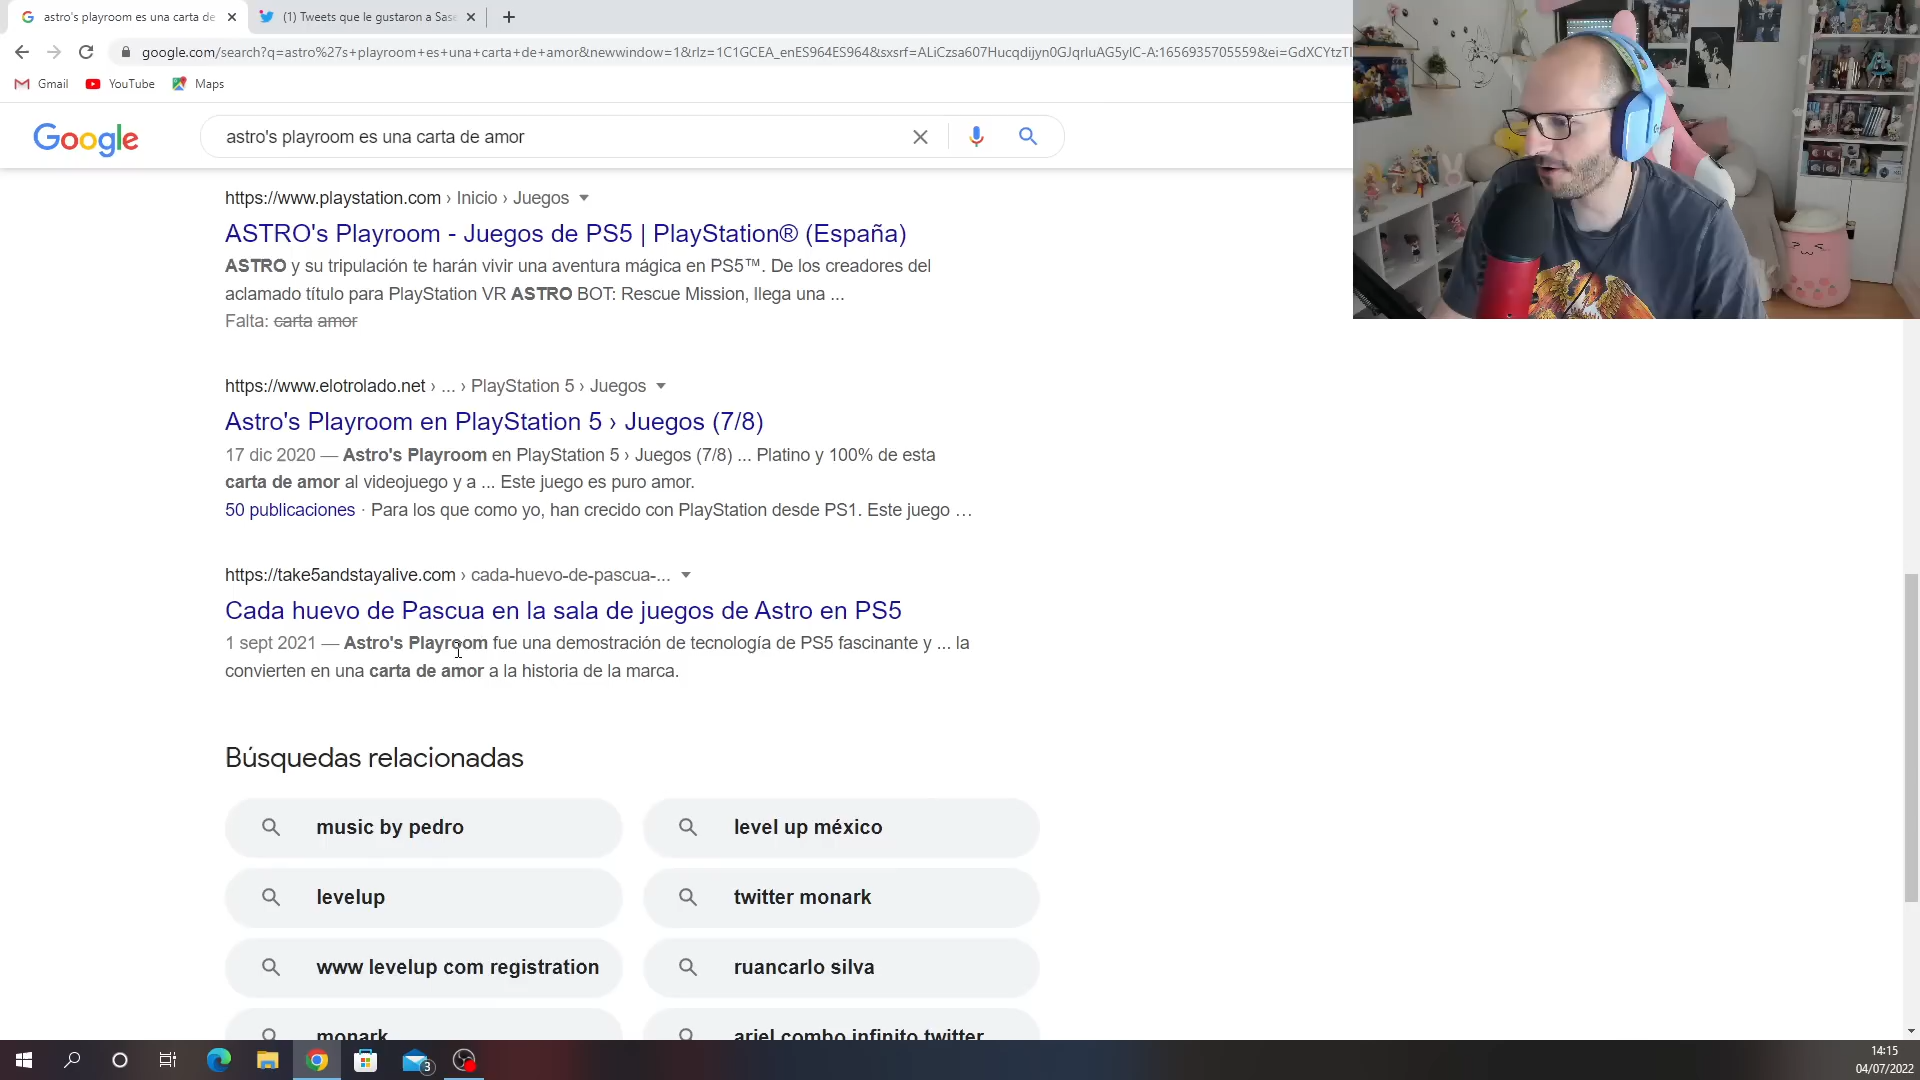 astro's playroom es una carta de
(1) Tweets que le gustaron a Sase
google.com/search?q=astro%27s+playroom+es+una+carta+de+amor&newwindow=1&rlz=1C1GCEA_enES964ES964&sxsrf=ALiCzsa607Hucqdijyn0GJqrluAG5ylC-A:1656935705559&ei=GdXCYtzTI
Gmail YouTube Maps
Google
astro's playroom es una carta de amor
https://www.playstation.com › Inicio › Juegos
ASTRO's Playroom - Juegos de PS5 | PlayStation® (España)
ASTRO y su tripulación te harán vivir una aventura mágica en PS5™. De los creadores del
aclamado título para PlayStation VR ASTRO BOT: Rescue Mission, llega una ...
Falta: carta amor
https://www.elotrolado.net › ... › PlayStation 5 › Juegos
Astro's Playroom en PlayStation 5 › Juegos (7/8)
17 dic 2020 — Astro's Playroom en PlayStation 5 › Juegos (7/8) ... Platino y 100% de esta
carta de amor al videojuego y a ... Este juego es puro amor.
50 publicaciones · Para los que como yo, han crecido con PlayStation desde PS1. Este juego …
https://take5andstayalive.com › cada-huevo-de-pascua-...
Cada huevo de Pascua en la sala de juegos de Astro en PS5
1 sept 2021 — Astro's Playroom fue una demostración de tecnología de PS5 fascinante y ... la
convierten en una carta de amor a la historia de la marca.
Búsquedas relacionadas
music by pedro
level up méxico
levelup
twitter monark
www levelup com registration
ruancarlo silva
monark
ariel combo infinito twitter
3
14:15
04/07/2022